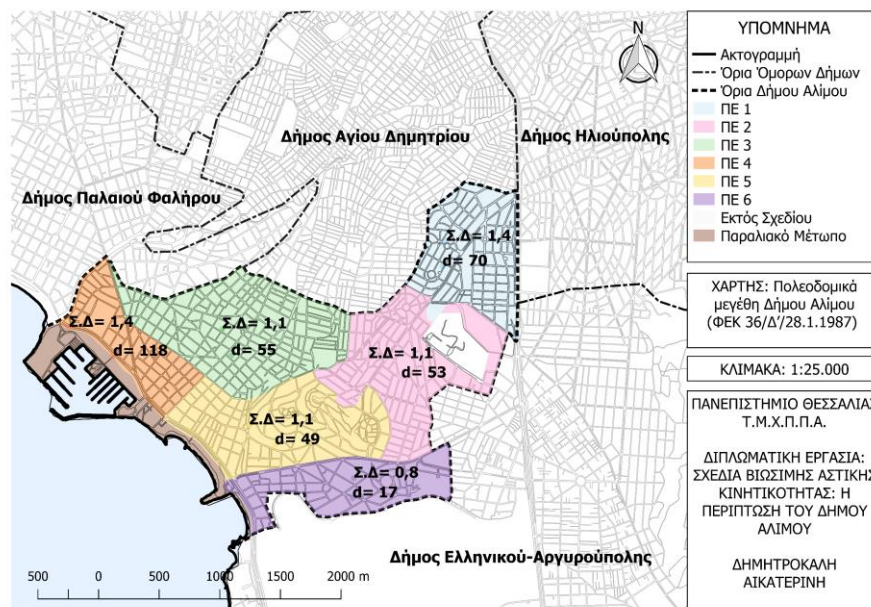 Δήμος Αγίου Δημητρίου
Δήμος Ηλιούπολης
Δήμος Παλαιού Φαλήρου
Σ.Δ= 1,4
d= 70
Σ.Δ= 1,4
d= 118
Σ.Δ= 1,1
d= 55
Σ.Δ= 1,1
d= 53
Σ.Δ= 1,1
d= 49
Σ.Δ= 0,8
d= 17
Δήμος Ελληνικού-Αργυρούπολης
500 0 500 1000 1500 2000 m
N
ΥΠΟΜΝΗΜΑ
Ακτογραμμή
Όρια Όμορων Δήμων
Όρια Δήμου Αλίμου
ΠΕ 1
ΠΕ 2
ΠΕ 3
ΠΕ 4
ΠΕ 5
ΠΕ 6
Εκτός Σχεδίου
Παραλιακό Μέτωπο
ΧΑΡΤΗΣ: Πολεοδομικά
μεγέθη Δήμου Αλίμου
(ΦΕΚ 36/Δ'/28.1.1987)
ΚΛΙΜΑΚΑ: 1:25.000
ΠΑΝΕΠΙΣΤΗΜΙΟ ΘΕΣΣΑΛΙΑΣ
Τ.Μ.Χ.Π.Π.Α.
ΔΙΠΛΩΜΑΤΙΚΗ ΕΡΓΑΣΙΑ:
ΣΧΕΔΙΑ ΒΙΩΣΙΜΗΣ ΑΣΤΙΚΗΣ
ΚΙΝΗΤΙΚΟΤΗΤΑΣ: Η
ΠΕΡΙΠΤΩΣΗ ΤΟΥ ΔΗΜΟΥ
ΑΛΙΜΟΥ
ΔΗΜΗΤΡΟΚΑΛΗ
ΑΙΚΑΤΕΡΙΝΗ